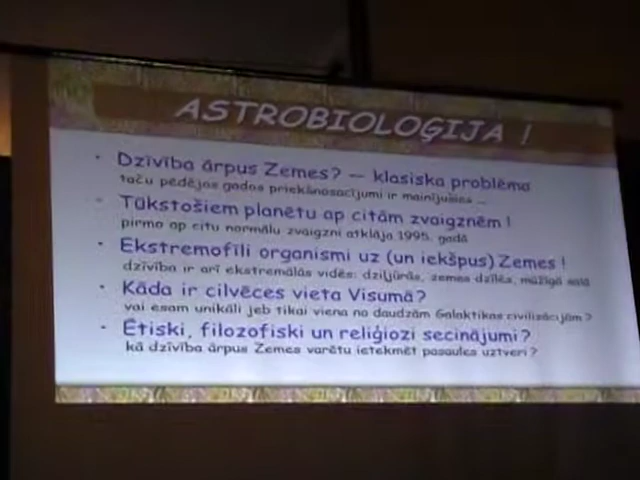 ASTROBIOLOĢIJA !
• Dzīvība ārpus Zemes? — klasiska problēma
taču pēdējos gados priekšnosacījumi ir mainījušies ...
• Tūkstošiem planētu ap citām zvaigznēm !
pirmo ap citu normālu zvaigzni atklāja 1995. gadā
• Ekstremofīli organismi uz (un iekšpus) Zemes !
dzīvība ir arī ekstremālās vidēs: dziļjūrās, zemes dzīlēs, mūžīgā salā
• Kāda ir cilvēces vieta Visumā?
vai esam unikāli jeb tikai viena no daudzām Galaktikas civilizācijām ?
• Ētiski, filozofiski un reliģiozi secinājumi?
kā dzīvība ārpus Zemes varētu ietekmēt pasaules uztveri ?